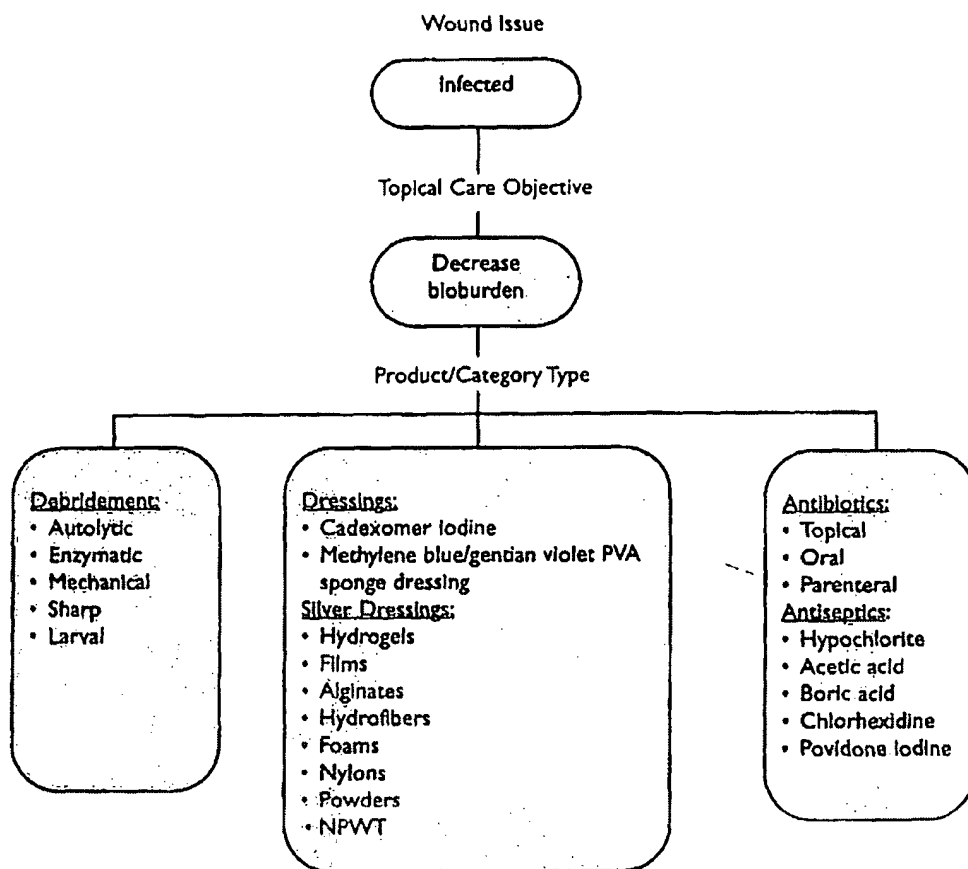 Wound Issue
Infected
Topical Care Objective
Decrease
bioburden
Product/Category Type
Debridement:
• Autolytic
• Enzymatic
• Mechanical
• Sharp
• Larval
Dressings:
• Cadexomer iodine
• Methylene blue/gentian violet PVA
sponge dressing
Silver Dressings:
• Hydrogels
• Films
• Alginates
• Hydrofibers
• Foams
• Nylons
• Powders
• NPWT
Antibiotics:
• Topical
• Oral
• Parenteral
Antiseptics:
• Hypochlorite
• Acetic acid
• Boric acid
• Chlorhexidine
• Povidone iodine